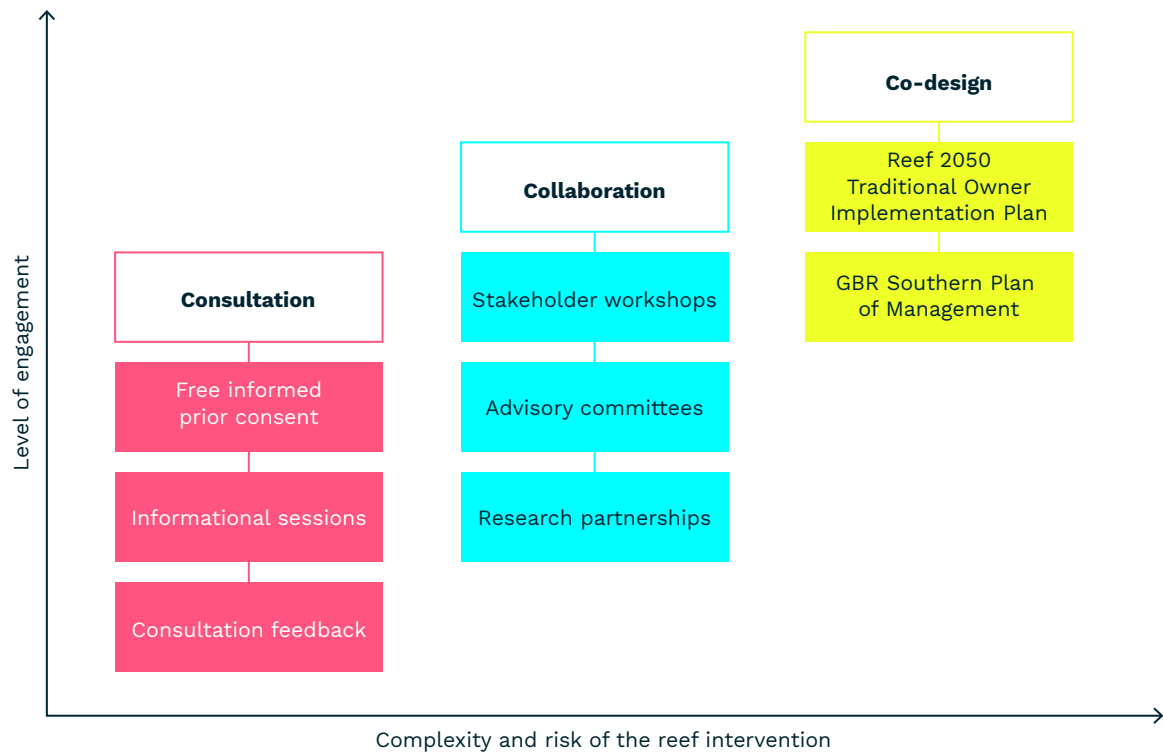 Co-design
Reef 2050
Traditional Owner
Implementation Plan
GBR Southern Plan
of Management
Collaboration
Stakeholder workshops
Advisory committees
Research partnerships
Consultation
Free informed
prior consent
Informational sessions
Consultation feedback
Level of engagement
Complexity and risk of the reef intervention